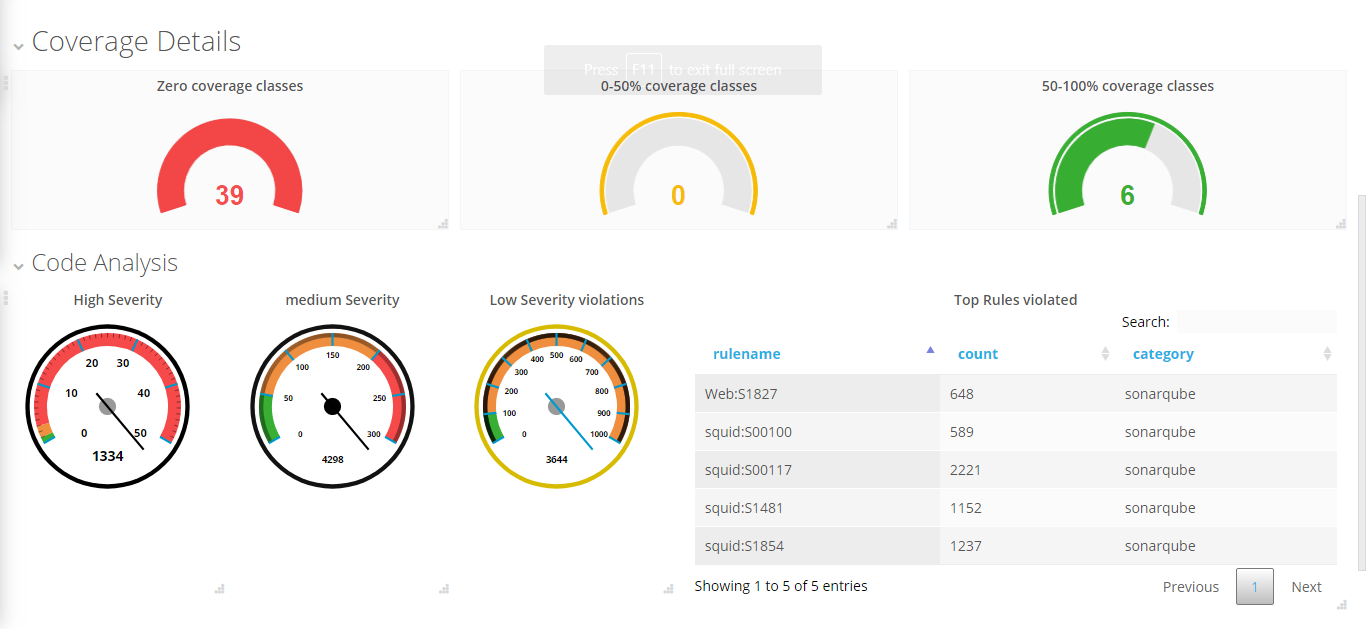 Coverage Details
Press F11 to exit full screen
Zero coverage classes
0-50% coverage classes
50-100% coverage classes
39
0
6
Code Analysis
High Severity
medium Severity
Low Severity violations
Top Rules violated
0 10 20 30 40 50
1334
0 50 100 150 200 250 300
4298
0 100 200 300 400 500 600 700 800 900 1000
3644
Search:
rulename count category
Web:S1827 648 sonarqube
squid:S00100 589 sonarqube
squid:S00117 2221 sonarqube
squid:S1481 1152 sonarqube
squid:S1854 1237 sonarqube
Showing 1 to 5 of 5 entries
Previous 1 Next